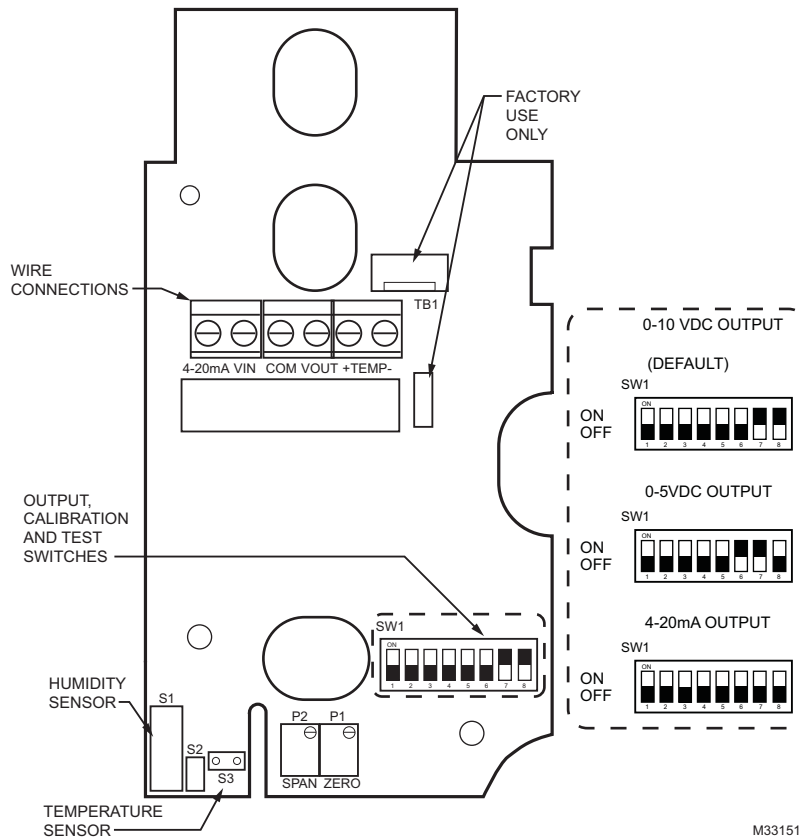 FACTORY
USE
ONLY
WIRE
CONNECTIONS
TB1
4-20mA VIN COM VOUT +TEMP-
OUTPUT,
CALIBRATION
AND TEST
SWITCHES
SW1
ON
1 2 3 4 5 6 7 8
HUMIDITY
SENSOR
S1
S2
S3
P2 P1
SPAN ZERO
TEMPERATURE
SENSOR
0-10 VDC OUTPUT
(DEFAULT)
SW1
ON
OFF
ON
1 2 3 4 5 6 7 8
0-5VDC OUTPUT
SW1
ON
OFF
ON
1 2 3 4 5 6 7 8
4-20mA OUTPUT
SW1
ON
OFF
ON
1 2 3 4 5 6 7 8
M33151